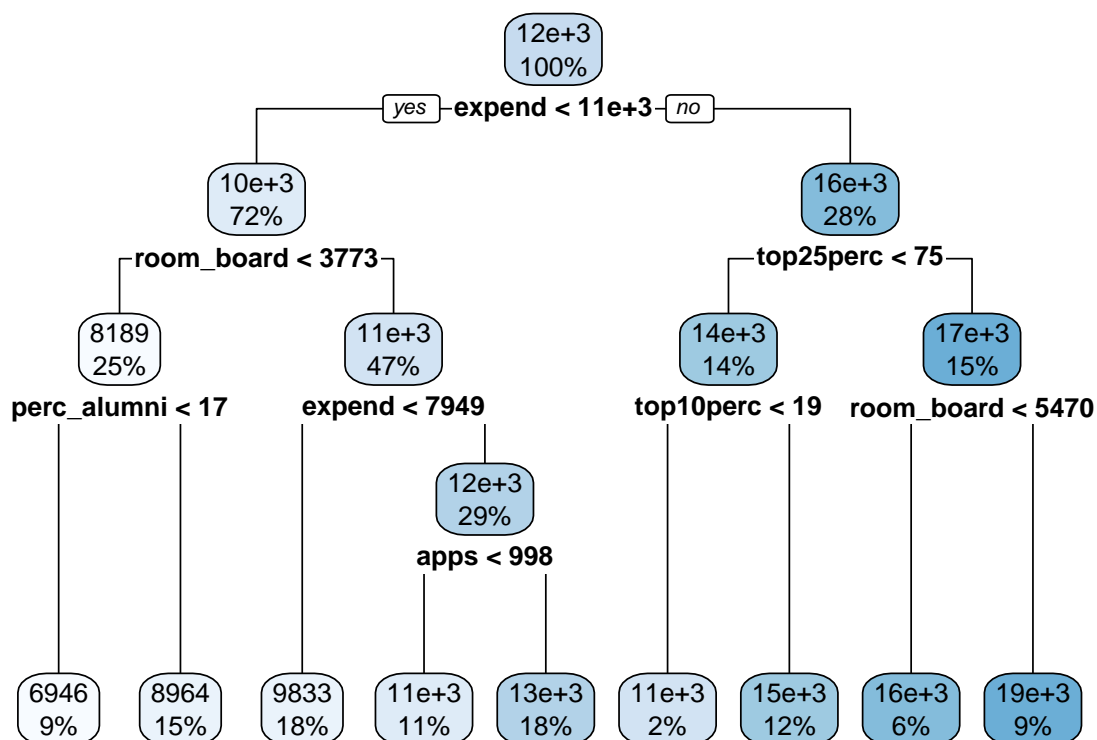 12e+3
100%
yes expend < 11e+3 no
10e+3
72%
16e+3
28%
room_board < 3773
top25perc < 75
8189
25%
11e+3
47%
14e+3
14%
17e+3
15%
perc_alumni < 17
expend < 7949
top10perc < 19
room_board < 5470
12e+3
29%
apps < 998
6946
9%
8964
15%
9833
18%
11e+3
11%
13e+3
18%
11e+3
2%
15e+3
12%
16e+3
6%
19e+3
9%